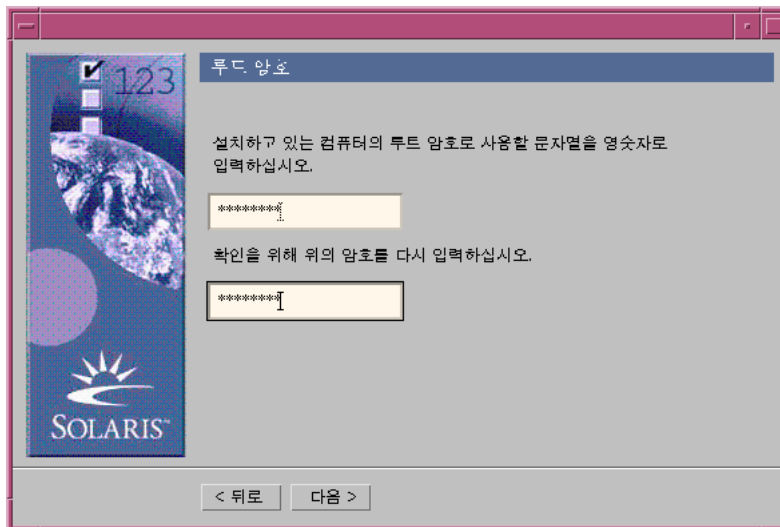 123
루트 암호
설치하고 있는 컴퓨터의 루트 암호로 사용할 문자열을 영숫자로
입력하십시오.
********
확인을 위해 위의 암호를 다시 입력하십시오.
********
SOLARIS™
< 뒤로
다음 >